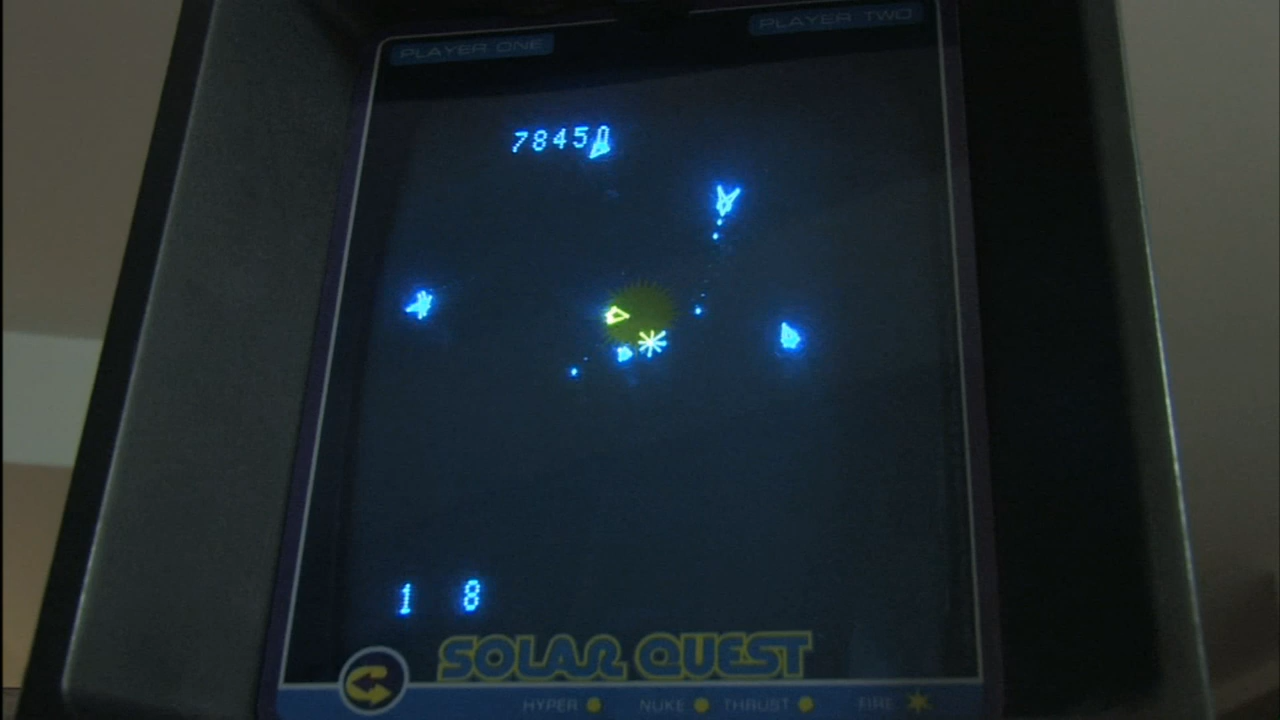 PLAYER ONE
PLAYER TWO
78450
1 8
SOLAR QUEST
HYPER NUKE THRUST FIRE